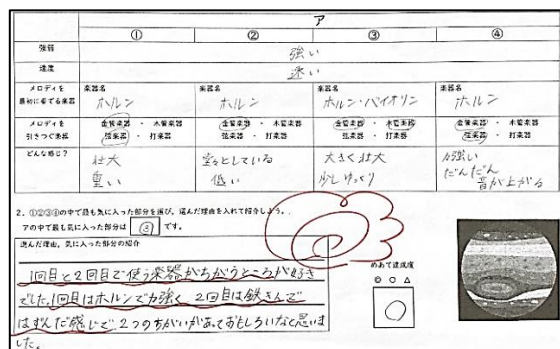 ア
① ② ③ ④
強弱 強い
速度 速い
メロディを 楽器名 楽器名 楽器名 楽器名
最初に奏でる楽器 ホルン ホルン ホルン・バイオリン ホルン
メロディを 金管楽器 ・ 木管楽器 金管楽器 ・ 木管楽器 金管楽器 ・ 木管楽器 金管楽器 ・ 木管楽器
引きつぐ楽器 弦楽器 ・ 打楽器 弦楽器 ・ 打楽器 弦楽器 ・ 打楽器 弦楽器 ・ 打楽器
どんな感じ? 壮大 堂々としている 大きく壮大 力強い
重い 低い 少しゆっくり だんだん
音が上がる
2.①②③④の中で最も気に入った部分を選び、選んだ理由を入れて紹介しよう。
アの中で最も気に入った部分は ③ です。
選んだ理由、気に入った部分の紹介
めあて達成度
◎ ○ △
○
1回目と2回目で使う楽器がちがうところが好き
でした。1回目はホルンで力強く 2回目は鉄きんで
はずんだ感じで、2つのちがいがあっておもしろいなと思いま
した。